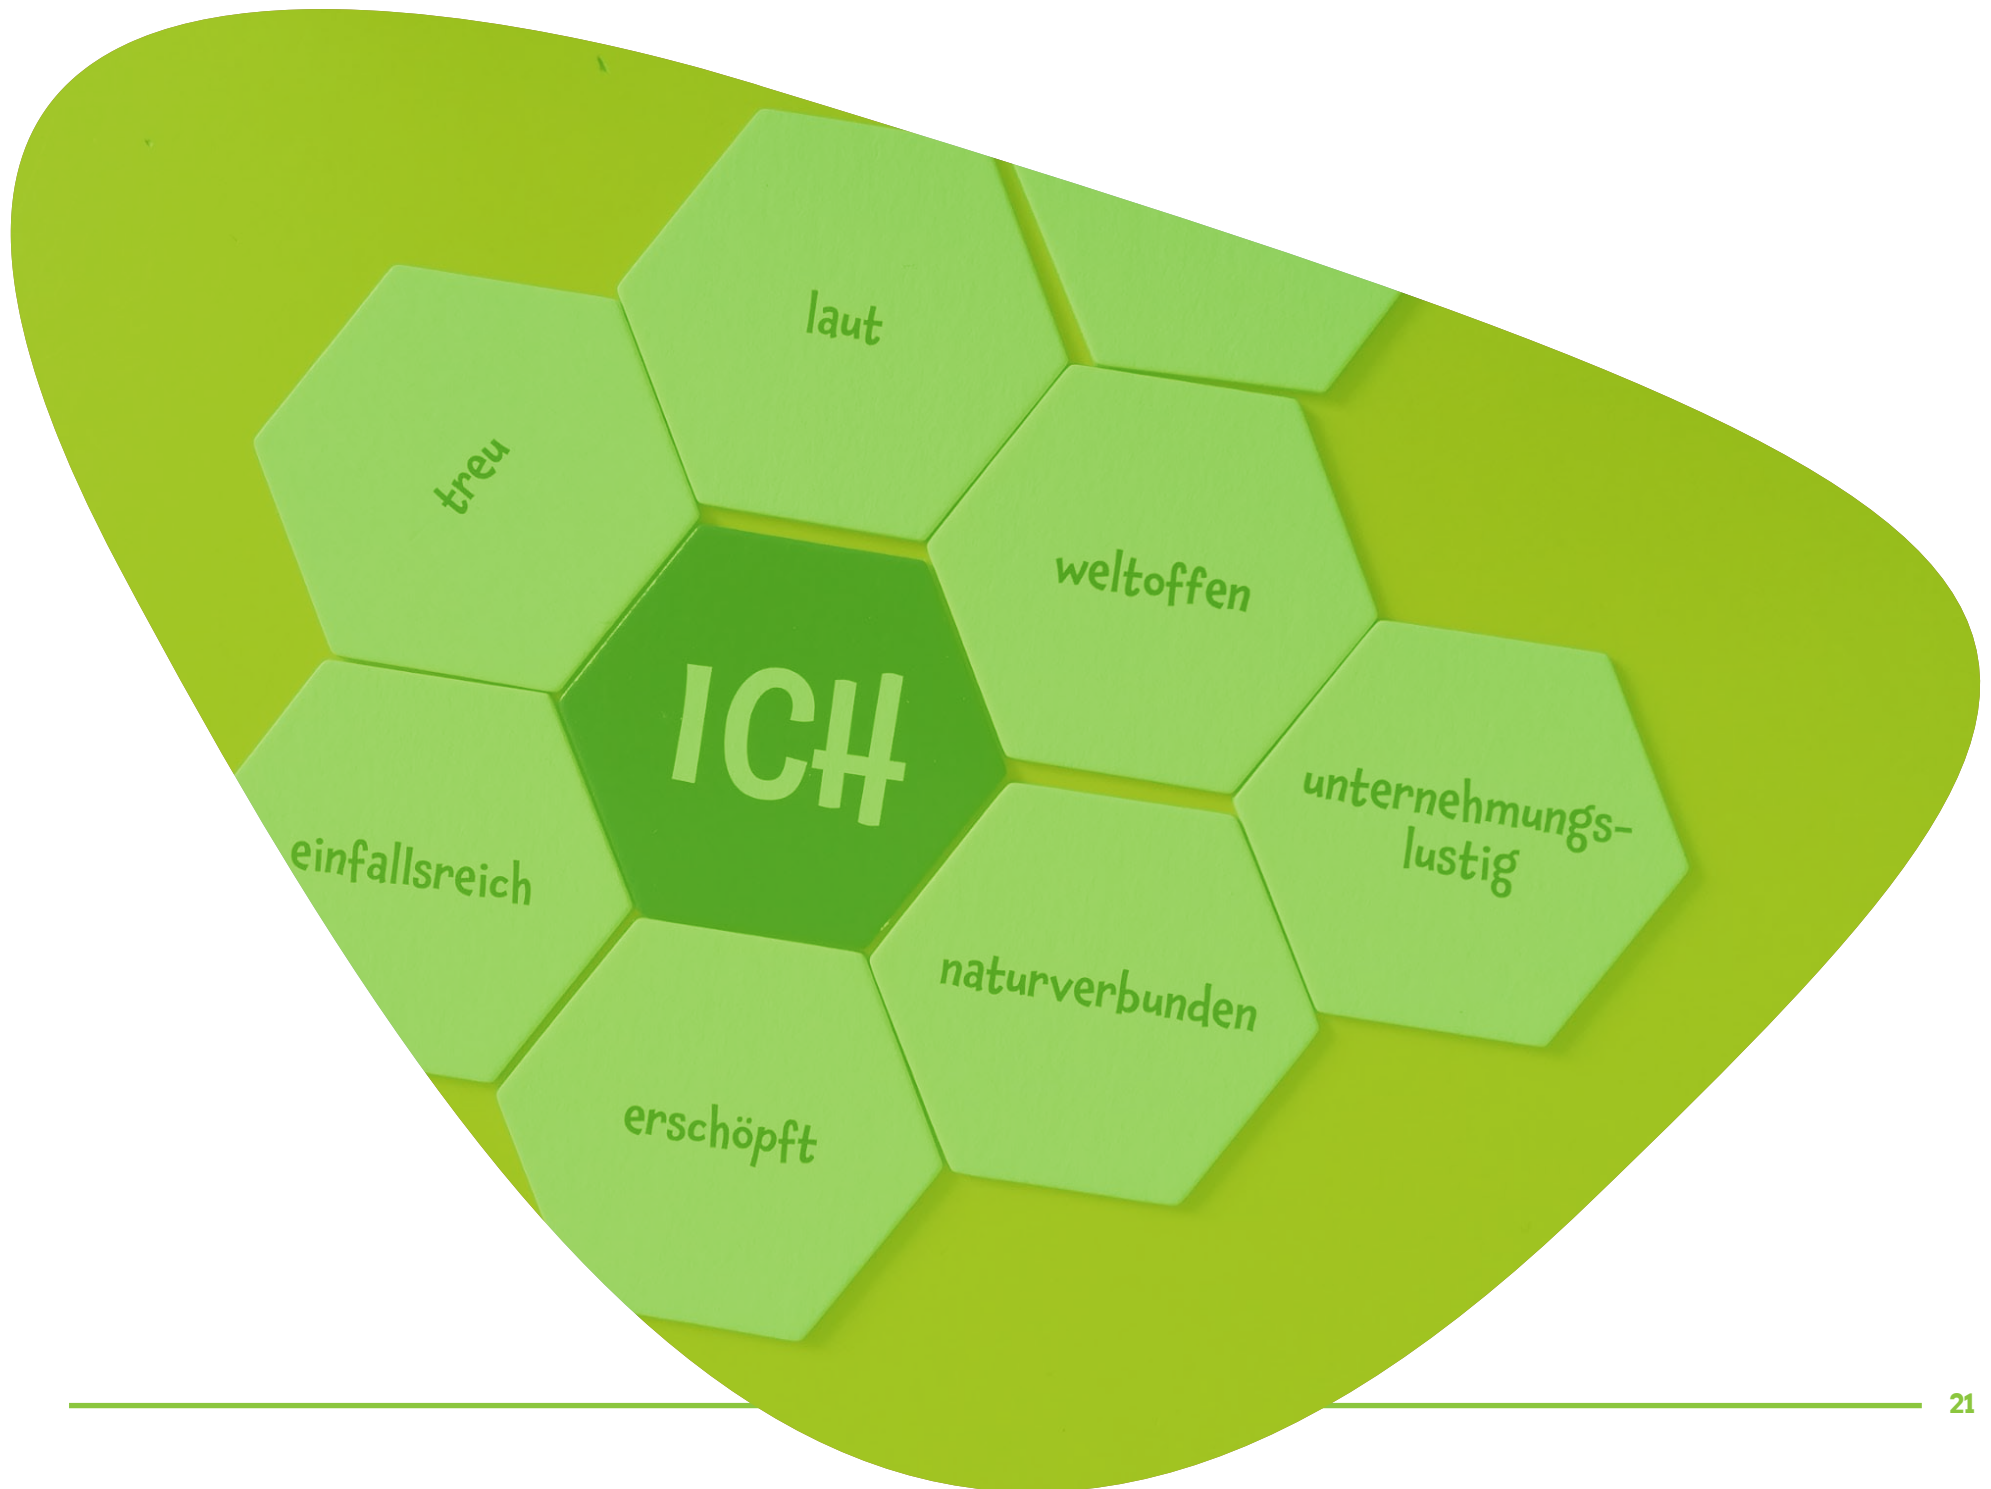 laut
treu
weltoffen
ICH
unternehmungs-
lustig
einfallsreich
naturverbunden
erschöpft
21